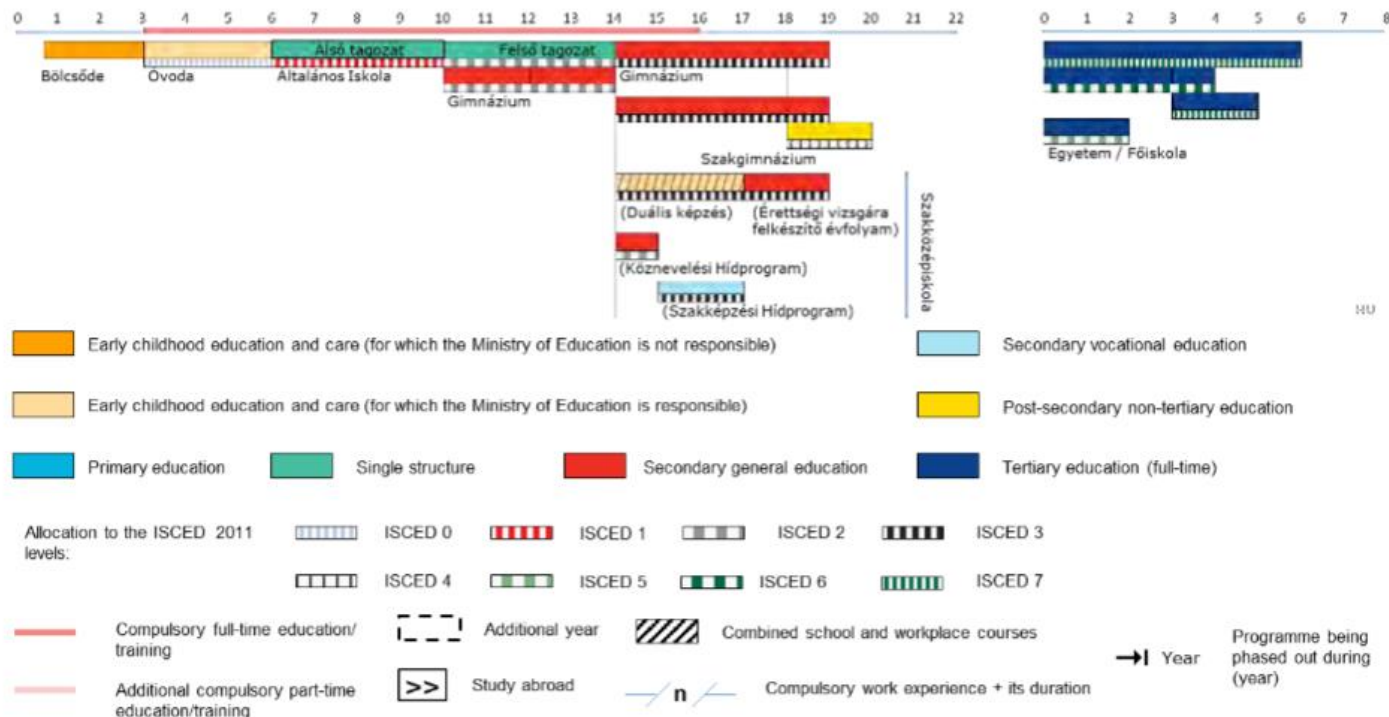 0 1 2 3 4 5 6 7 8 9 10 11 12 13 14 15 16 17 18 19 20 21 22
0 1 2 3 4 5 6 7 8
Alsó tagozat Felső tagozat
Bölcsőde Óvoda Általános Iskola Gimnázium
Gimnázium
Szakgimnázium
Egyetem / Főiskola
(Duális képzés) (Érettségi vizsgára
felkészítő évfolyam)
(Köznevelési Hídprogram)
(Szakképzési Hídprogram)
Szakközépiskola
HU
Early childhood education and care (for which the Ministry of Education is not responsible) Secondary vocational education
Early childhood education and care (for which the Ministry of Education is responsible) Post-secondary non-tertiary education
Primary education Single structure Secondary general education Tertiary education (full-time)
Allocation to the ISCED 2011
levels:
ISCED 0 ISCED 1 ISCED 2 ISCED 3
ISCED 4 ISCED 5 ISCED 6 ISCED 7
Compulsory full-time education/
training
Additional year Combined school and workplace courses
Year
Programme being
phased out during
(year)
Additional compulsory part-time
education/training
>> Study abroad
n Compulsory work experience + its duration